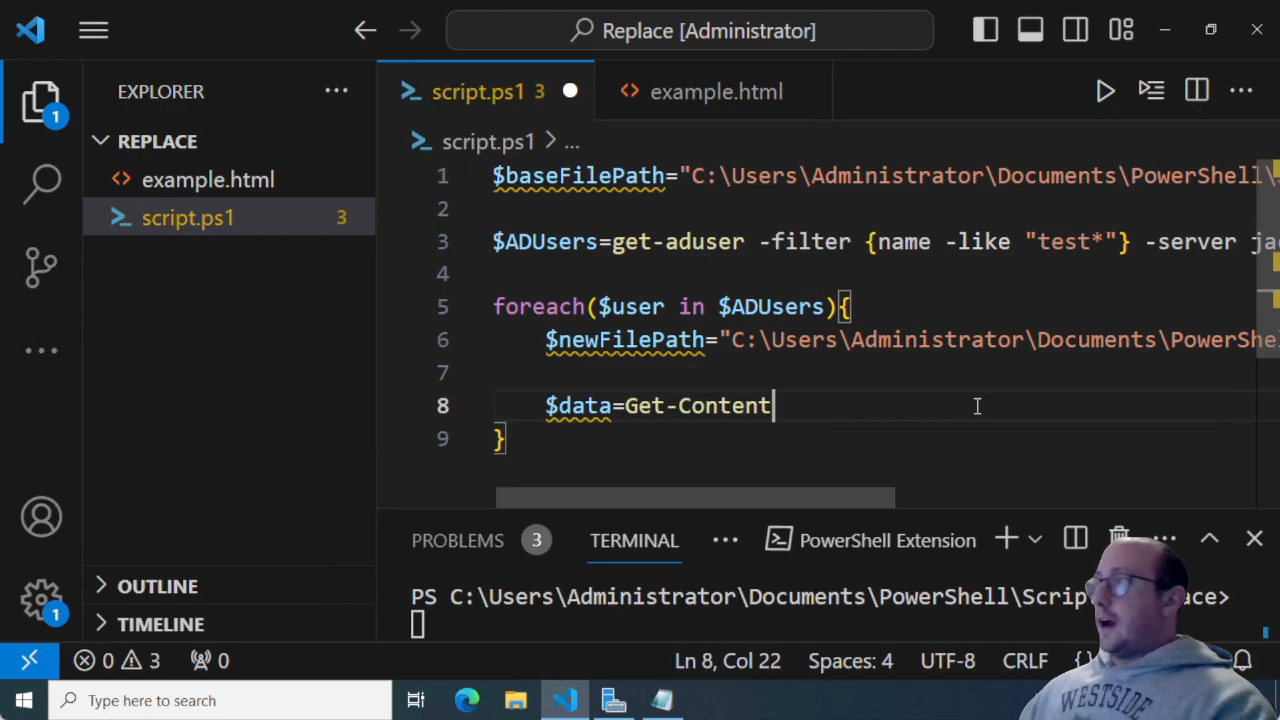 Replace [Administrator]
EXPLORER
script.ps1 3
example.html
REPLACE
script.ps1 > ...
example.html
script.ps1 3
1 $baseFilePath="C:\Users\Administrator\Documents\PowerShell\
2
3 $ADUsers=get-aduser -filter {name -like "test*"} -server ja
4
5 foreach($user in $ADUsers){
6 $newFilePath="C:\Users\Administrator\Documents\PowerShe
7
8 $data=Get-Content
9 }
1
PROBLEMS 3 TERMINAL ... PowerShell Extension
PS C:\Users\Administrator\Documents\PowerShell\Scrip
ace>
OUTLINE
TIMELINE
1
0 3 0
Ln 8, Col 22 Spaces: 4 UTF-8 CRLF {
Type here to search
WESTSIDE